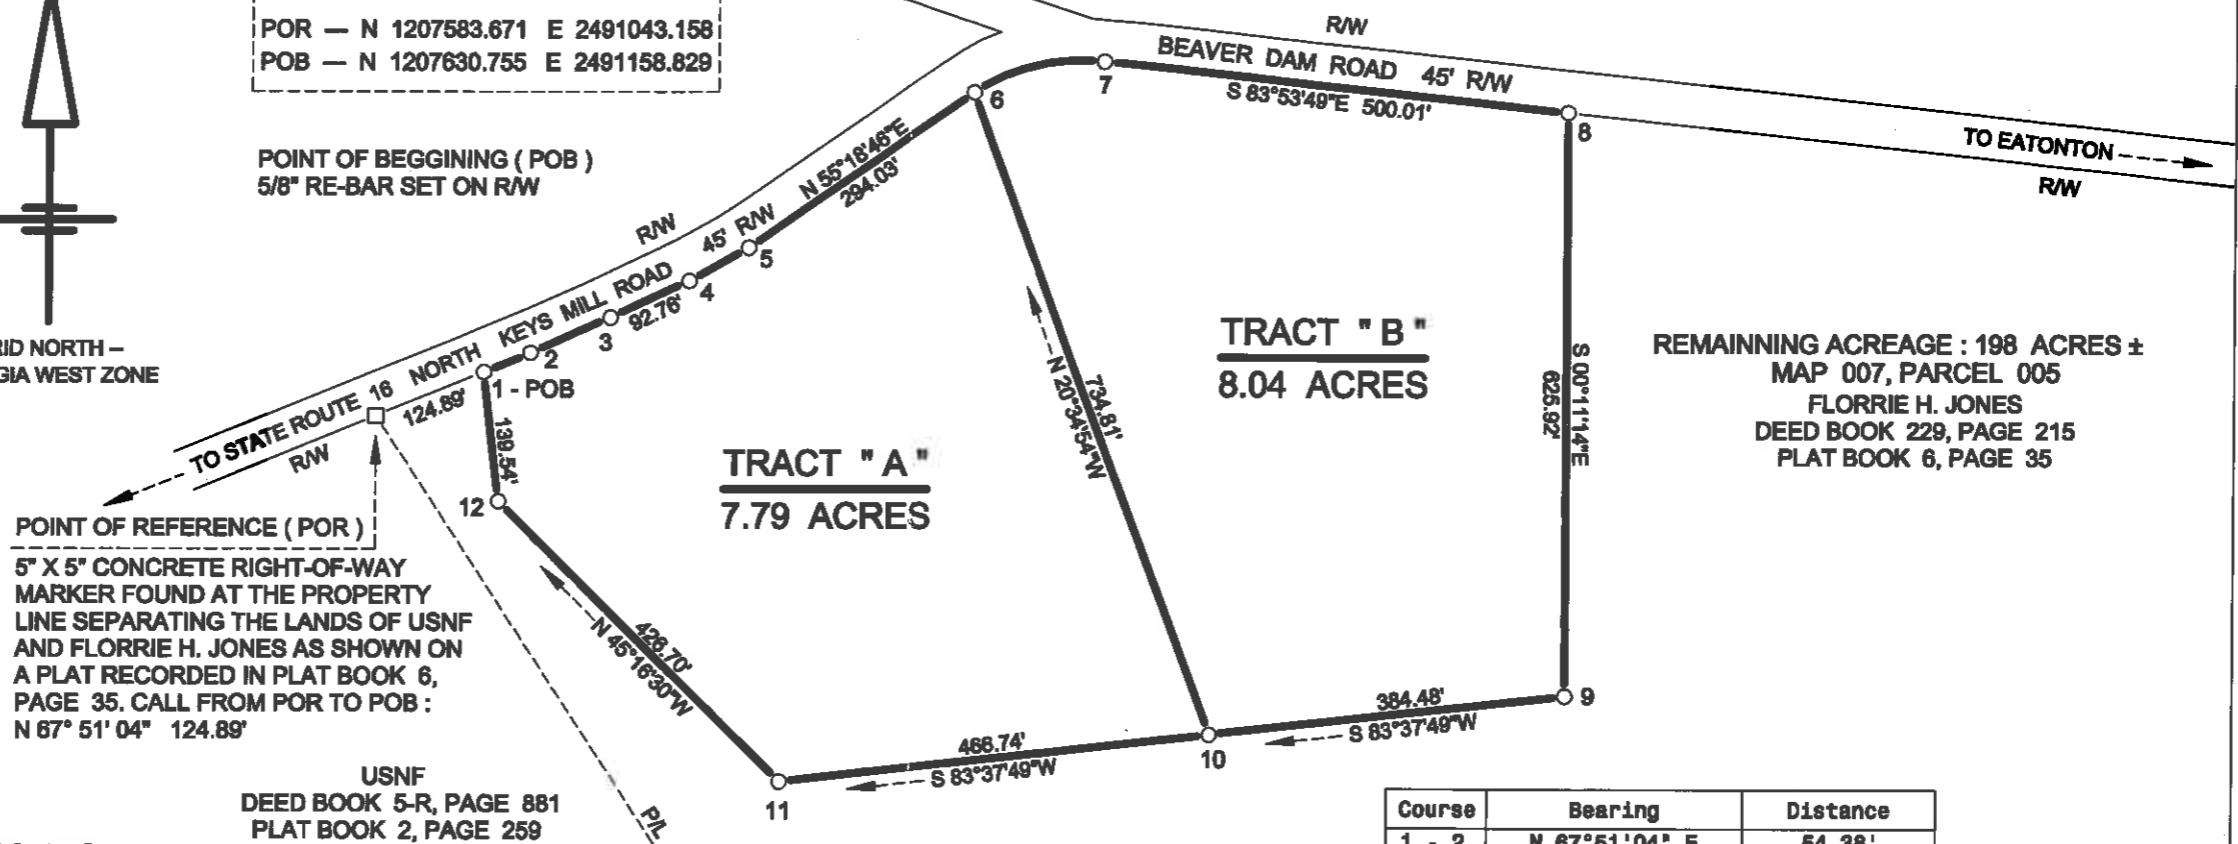 POR — N 1207583.671 E 2491043.158
POB — N 1207630.755 E 2491158.829
POINT OF BEGGINING ( POB )
5/8" RE-BAR SET ON R/W
RID NORTH –
GIA WEST ZONE
R/W
BEAVER DAM ROAD 45' R/W
S 83°53'49"E 500.01'
TO EATONTON
R/W
R/W
45' R/W
N 55°18'46"E
294.03'
NORTH KEYS MILL ROAD
92.76'
TO STATE ROUTE 16
R/W
124.89'
1 - POB
2
3
4
5
6
7
8
9
10
11
12
139.54'
TRACT "A"
7.79 ACRES
TRACT "B"
8.04 ACRES
734.81'
N 20°34'54"W
S 00°11'14"E
626.92'
REMAINNING ACREAGE : 198 ACRES ±
MAP 007, PARCEL 005
FLORRIE H. JONES
DEED BOOK 229, PAGE 215
PLAT BOOK 6, PAGE 35
POINT OF REFERENCE ( POR )
5" X 5" CONCRETE RIGHT-OF-WAY
MARKER FOUND AT THE PROPERTY
LINE SEPARATING THE LANDS OF USNF
AND FLORRIE H. JONES AS SHOWN ON
A PLAT RECORDED IN PLAT BOOK 6,
PAGE 35. CALL FROM POR TO POB :
N 67° 51' 04" 124.89'
426.70'
N 45°16'30"W
466.74'
S 83°37'49"W
384.48'
S 83°37'49"W
USNF
DEED BOOK 5-R, PAGE 881
PLAT BOOK 2, PAGE 259
P/L
Course Bearing Distance
1 - 2 N 67°51'04" E 54.38'